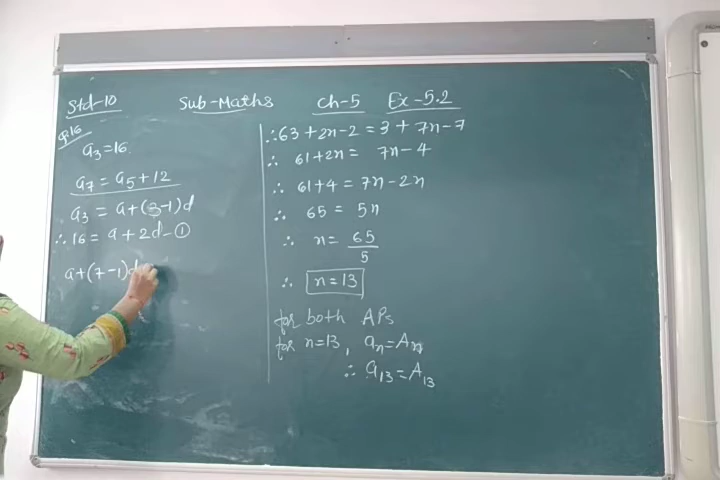 Std-10 Sub-Maths Ch-5 Ex-5.2
Q.16
a₃=16.
a₇ = a₅+12
a₃ = a+(3-1)d
∴ 16 = a + 2d - ①
a+(7-1)d
∴ 63+2n-2 = 3 + 7n-7
∴ 61+2n = 7n-4
∴ 61+4 = 7n-2n
∴ 65 = 5n
∴ n = 65/5
∴ n=13
for both APs
for n=13, aₙ=Aₙ
∴ a₁₃=A₁₃